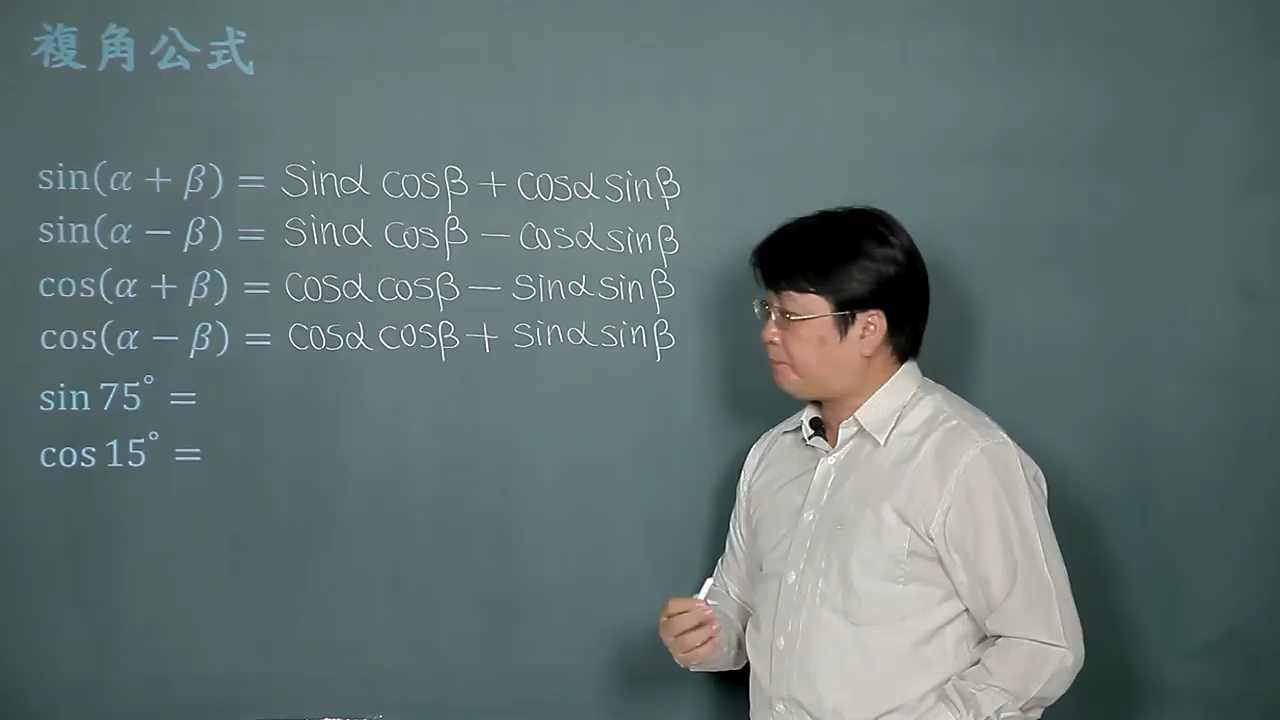 複角公式
sin(α + β) = sinα cosβ + cosα sinβ
sin(α − β) = sinα cosβ − cosα sinβ
cos(α + β) = cosα cosβ − sinα sinβ
cos(α − β) = cosα cosβ + sinα sinβ
sin 75° =
cos 15° =